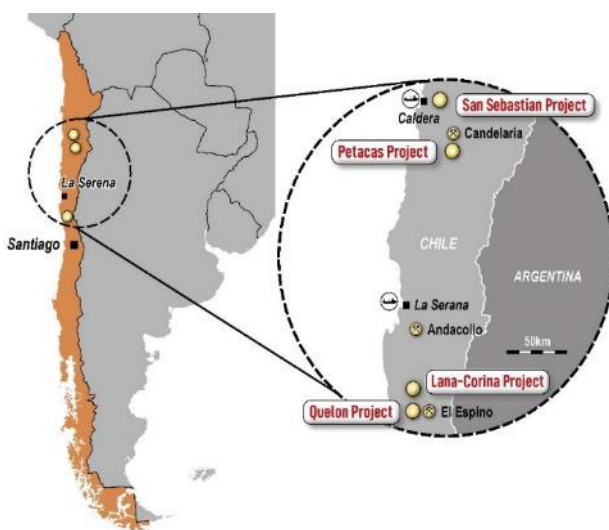 La Serena
Santiago
San Sebastian Project
Caldera
Candelaria
Petacas Project
CHILE
ARGENTINA
La Serana
Andacollo
50km
Lana-Corina Project
Quelon Project
El Espino